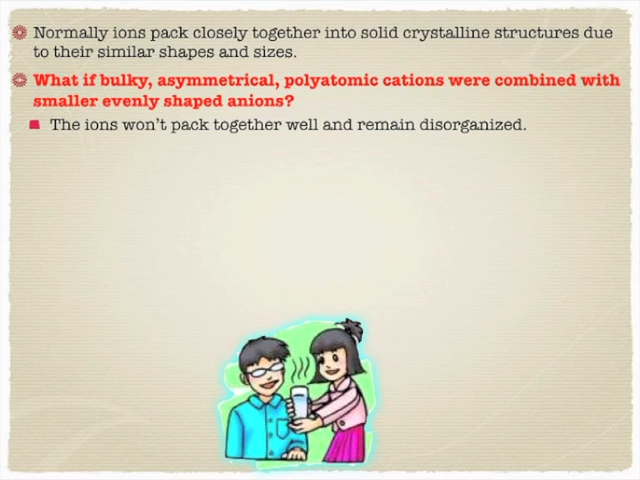 Normally ions pack closely together into solid crystalline structures due
to their similar shapes and sizes.
What if bulky, asymmetrical, polyatomic cations were combined with
smaller evenly shaped anions?
The ions won't pack together well and remain disorganized.